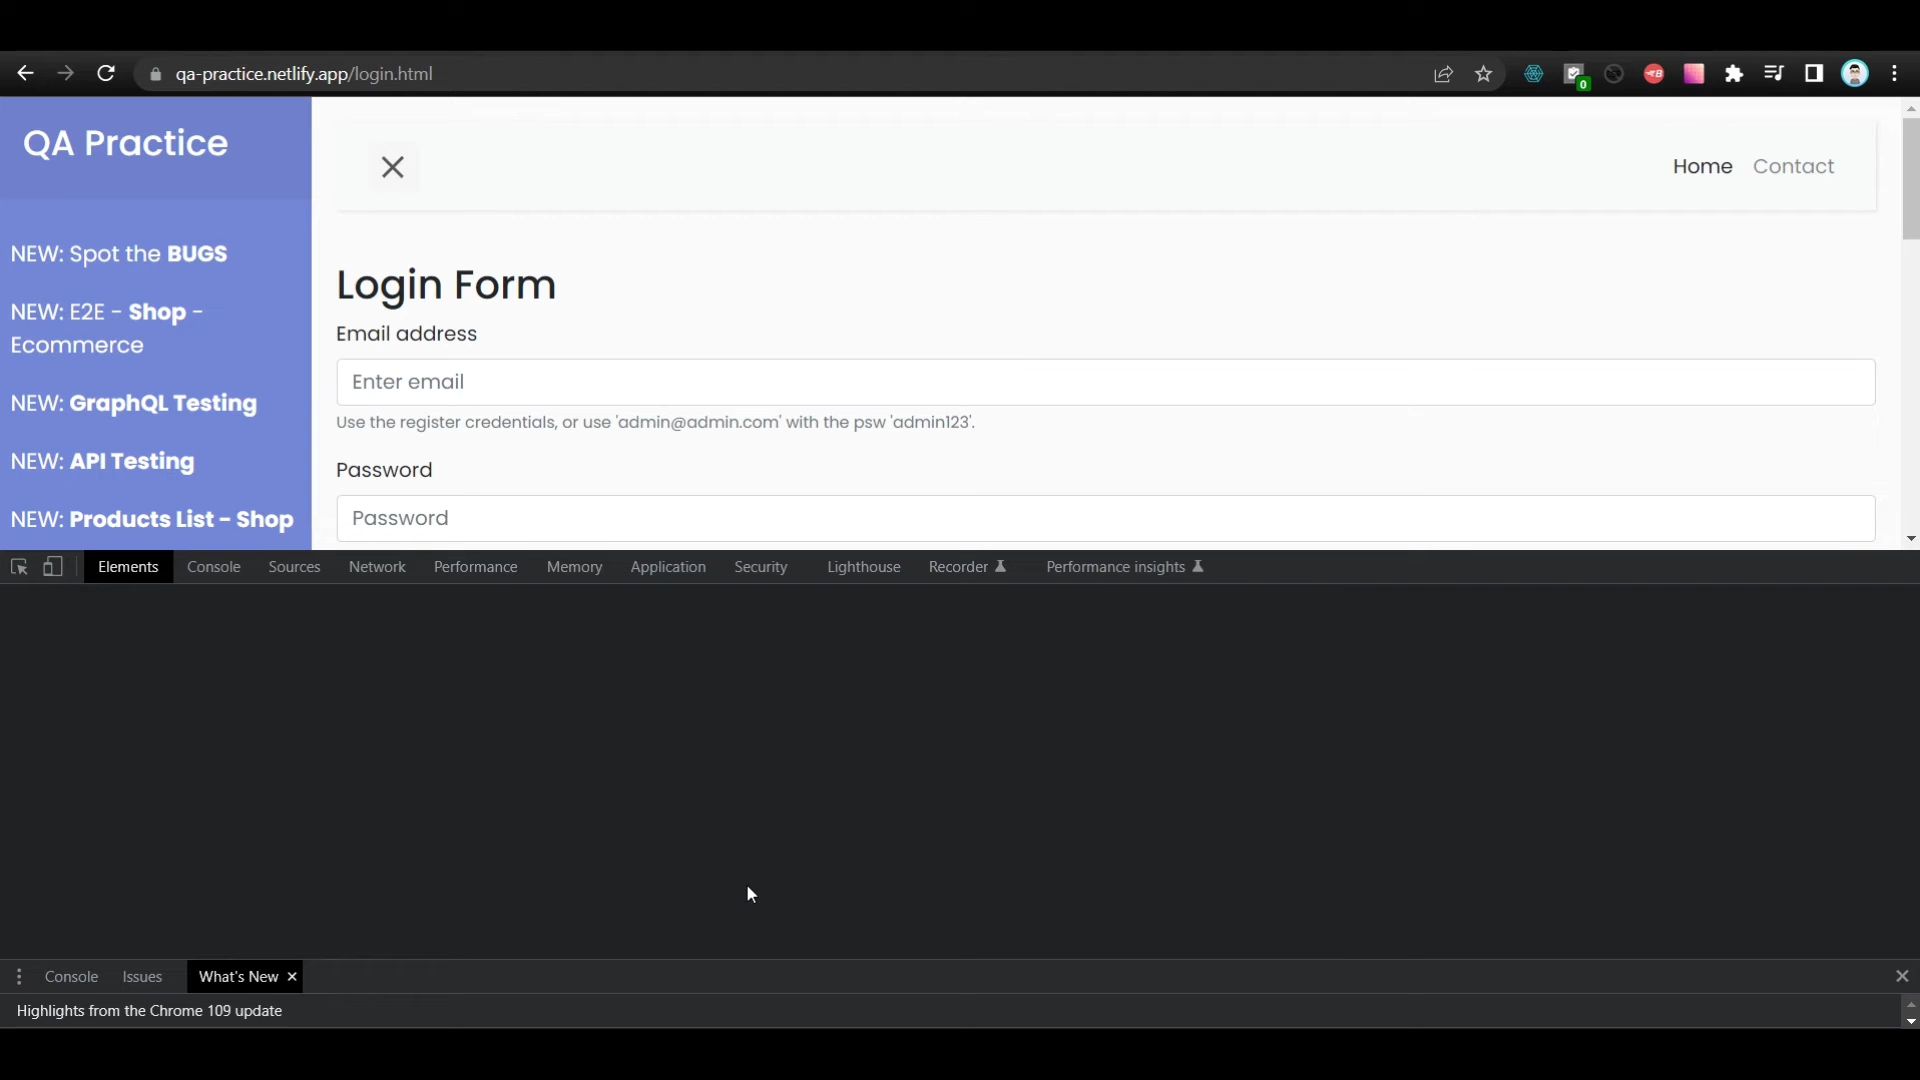 qa-practice.netlify.app/login.html
0
QA Practice
Home Contact
NEW: Spot the BUGS
NEW: E2E - Shop -
Ecommerce
NEW: GraphQL Testing
NEW: API Testing
NEW: Products List - Shop
Login Form
Email address
Enter email
Use the register credentials, or use 'admin@admin.com' with the psw 'admin123'.
Password
Password
Elements Console Sources Network Performance Memory Application Security Lighthouse Recorder Performance insights
Console Issues What's New
Highlights from the Chrome 109 update